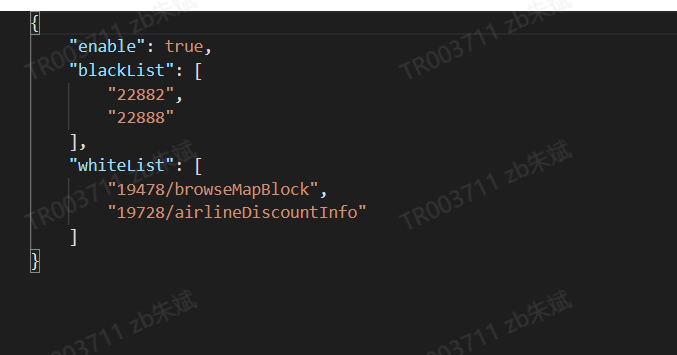 {
"enable": true,
"blackList": [
"22882",
"22888"
],
"whiteList": [
"19478/browseMapBlock",
"19728/airlineDiscountInfo"
]
}
TR003711 zb朱斌
TR003711 zb朱斌
TR003711 zb朱斌
TR003711 zb朱斌
TR003711 zb朱斌
TR003711 zb朱斌